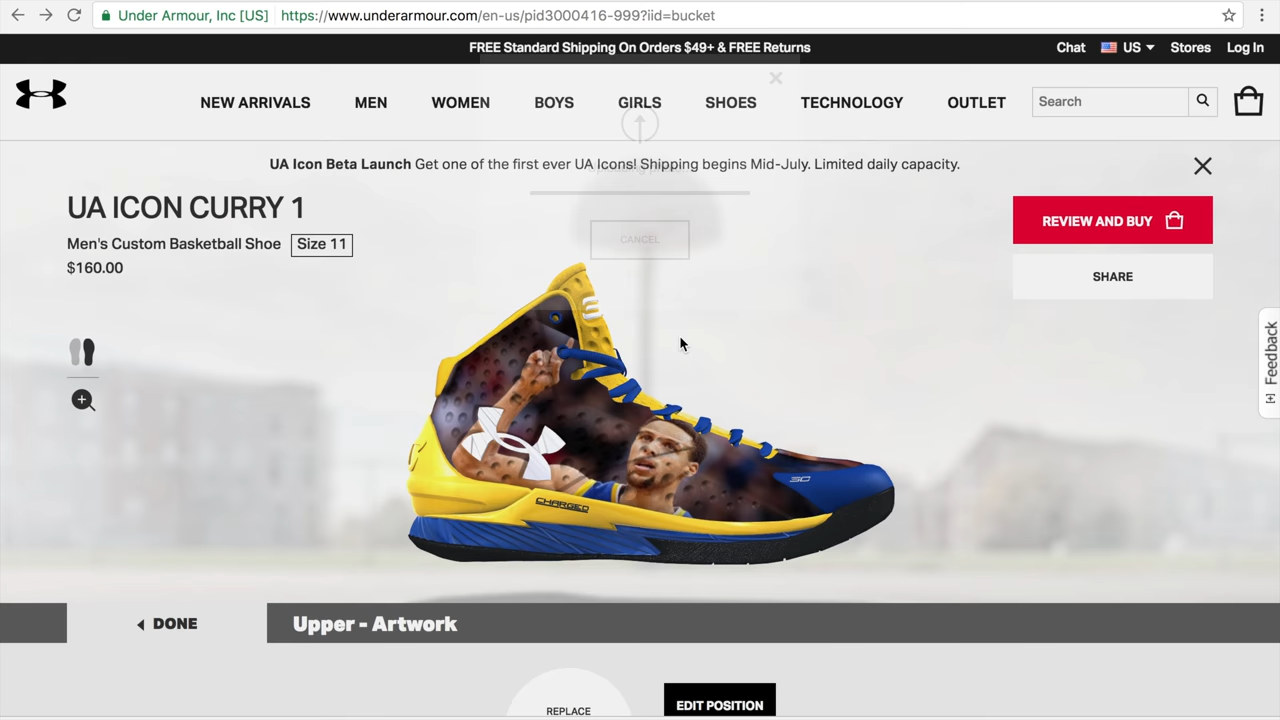 Under Armour, Inc [US] https://www.underarmour.com/en-us/pid3000416-999?iid=bucket
FREE Standard Shipping On Orders $49+ & FREE Returns
Chat US Stores Log In
NEW ARRIVALS MEN WOMEN BOYS GIRLS SHOES TECHNOLOGY OUTLET Search
UA Icon Beta Launch Get one of the first ever UA Icons! Shipping begins Mid-July. Limited daily capacity.
UA ICON CURRY 1
Men's Custom Basketball Shoe Size 11
$160.00
REVIEW AND BUY
SHARE
CANCEL
[+] Feedback
CHARGED
30
DONE
Upper - Artwork
REPLACE
EDIT POSITION